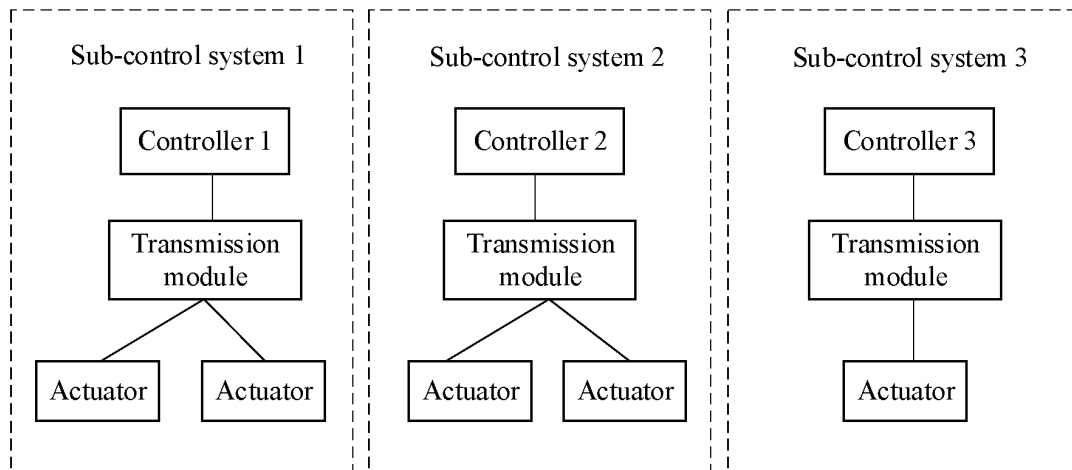 Sub-control system 1
Controller 1
Transmission
module
Actuator
Actuator
Sub-control system 2
Controller 2
Transmission
module
Actuator
Actuator
Sub-control system 3
Controller 3
Transmission
module
Actuator